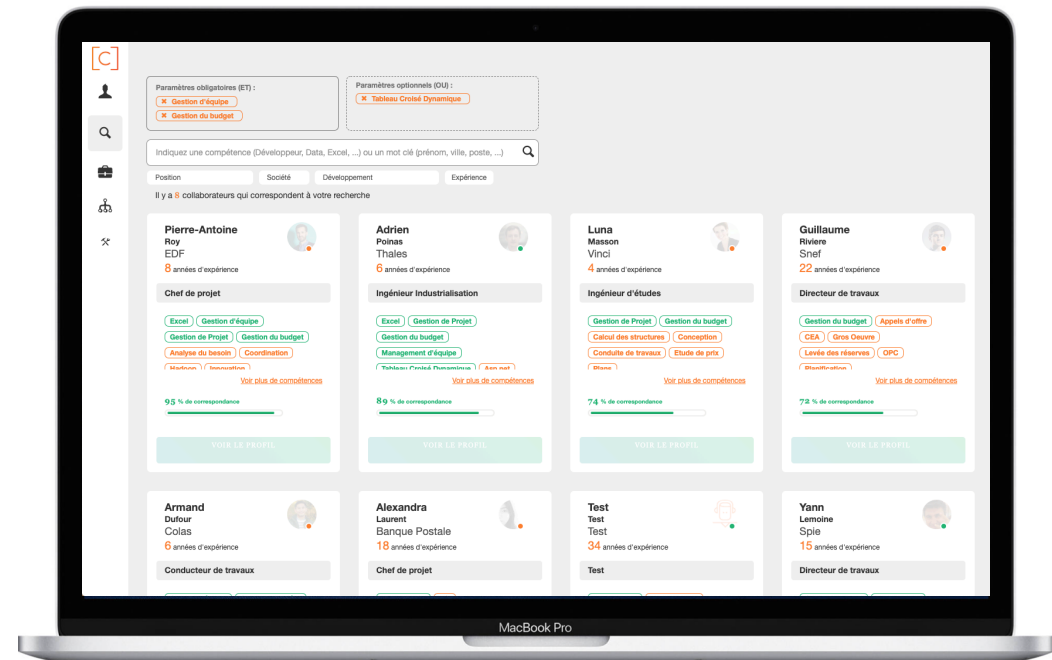 [C]
Paramètres obligatoires (ET) :
✖ Gestion d'équipe
✖ Gestion du budget
Paramètres optionnels (OU) :
✖ Tableau Croisé Dynamique
Indiquez une compétence (Développeur, Data, Excel, ...) ou un mot clé (prénom, ville, poste, ...)
Position Société Développement Expérience
Il y a 8 collaborateurs qui correspondent à votre recherche
Pierre-Antoine
Roy
EDF
8 années d'expérience
Chef de projet
Excel Gestion d'équipe
Gestion de Projet Gestion du budget
Analyse du besoin Coordination
Hadoop Innovation
Voir plus de compétences
95 % de correspondance
VOIR LE PROFIL
Adrien
Poinas
Thales
6 années d'expérience
Ingénieur Industrialisation
Excel Gestion de Projet
Gestion du budget
Management d'équipe
Tableau Croisé Dynamique Asp.net
Voir plus de compétences
89 % de correspondance
VOIR LE PROFIL
Luna
Masson
Vinci
4 années d'expérience
Ingénieur d'études
Gestion de Projet Gestion du budget
Calcul des structures Conception
Conduite de travaux Etude de prix
Plans
Voir plus de compétences
74 % de correspondance
VOIR LE PROFIL
Guillaume
Riviere
Snef
22 années d'expérience
Directeur de travaux
Gestion du budget Appels d'offre
CEA Gros Oeuvre
Levée des réserves OPC
Planification
Voir plus de compétences
72 % de correspondance
VOIR LE PROFIL
Armand
Dufour
Colas
6 années d'expérience
Conducteur de travaux
Alexandra
Laurent
Banque Postale
18 années d'expérience
Chef de projet
Test
Test
Test
34 années d'expérience
Test
Yann
Lemoine
Spie
15 années d'expérience
Directeur de travaux
MacBook Pro